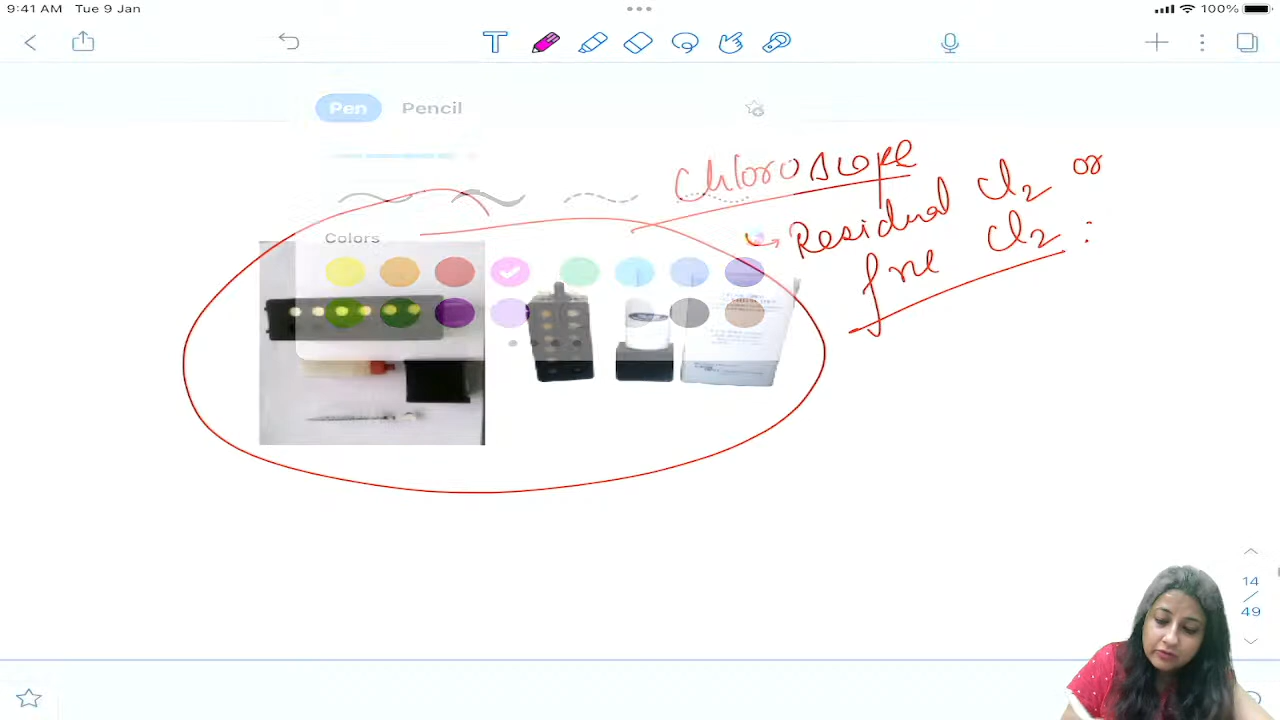 9:41 AM Tue 9 Jan
100%
T
Pen Pencil
Chloroscope
Residual Cl2 or
free Cl2 :
Colors
14
49